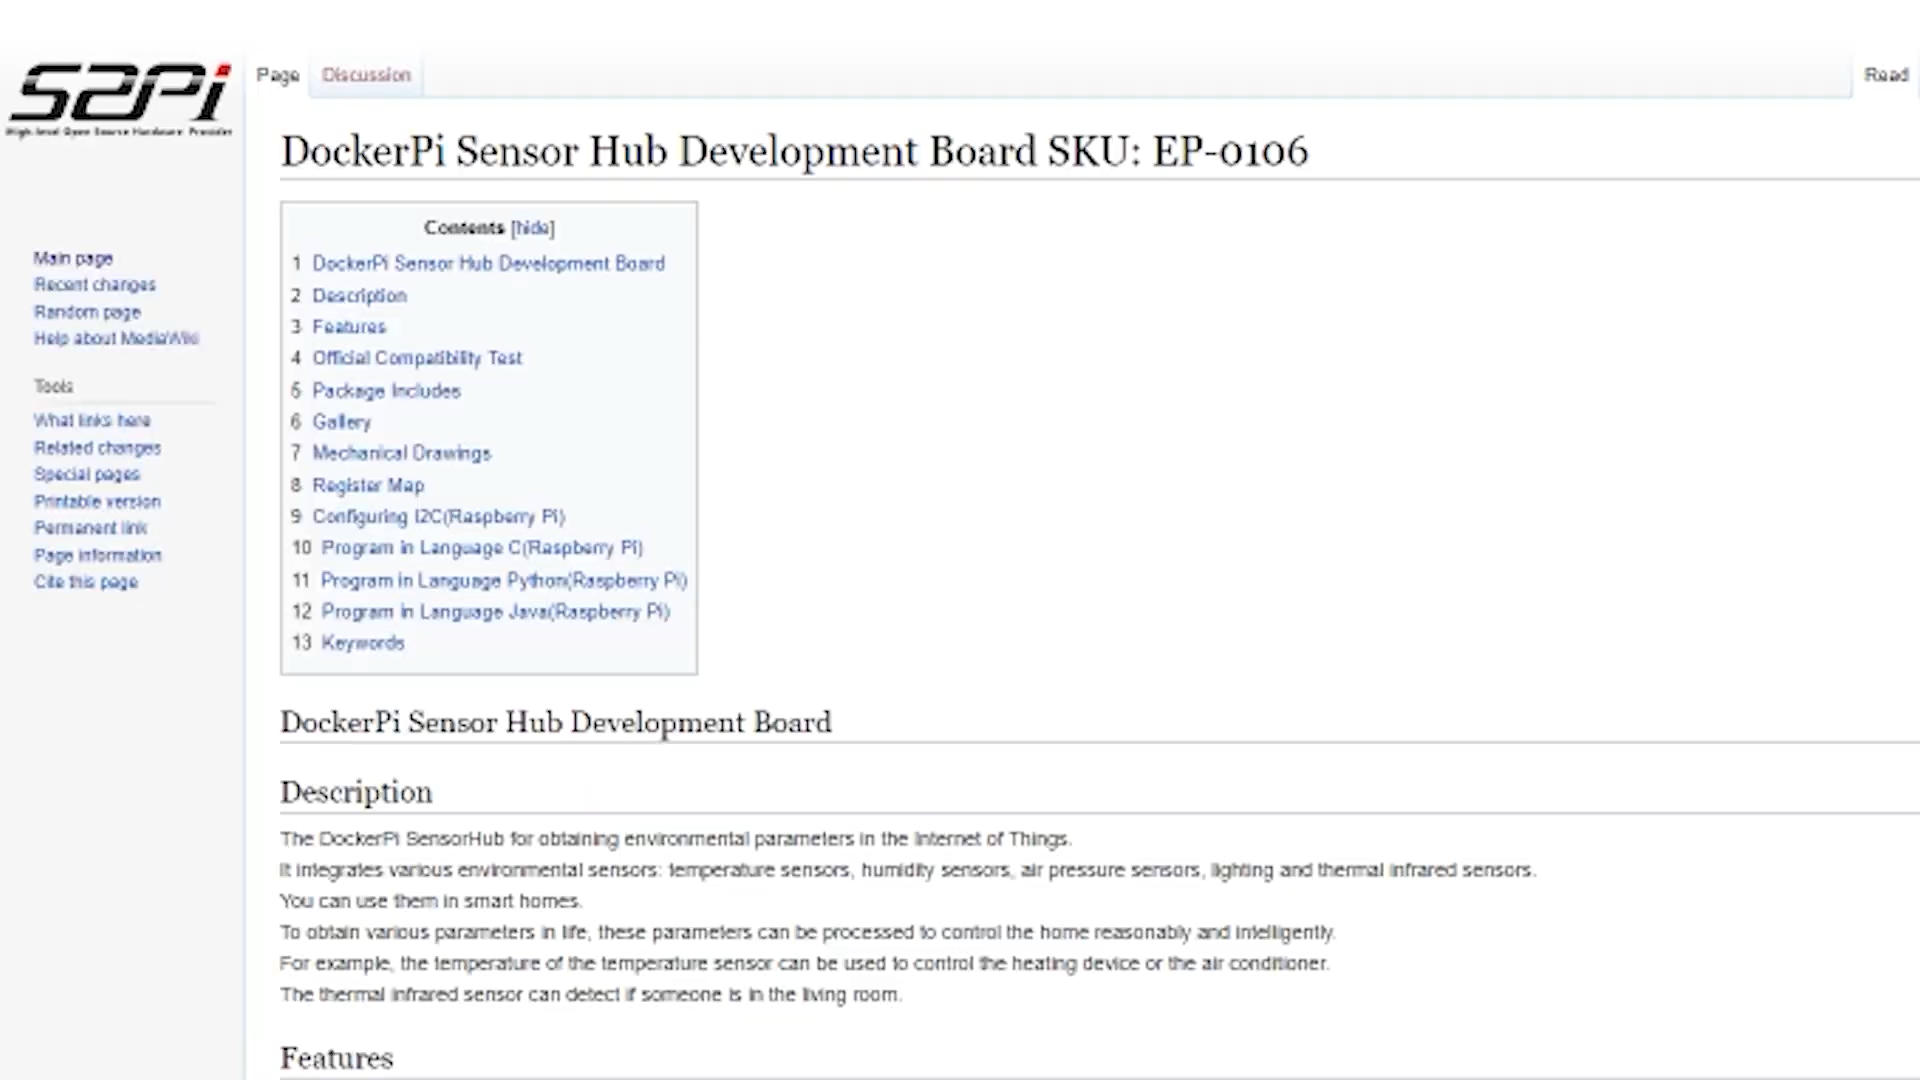 S2Pi
High-level Open Source Hardware Provider
Page Discussion Read
DockerPi Sensor Hub Development Board SKU: EP-0106
Main page
Recent changes
Random page
Help about MediaWiki
Tools
What links here
Related changes
Special pages
Printable version
Permanent link
Page information
Cite this page
Contents [hide]
1 DockerPi Sensor Hub Development Board
2 Description
3 Features
4 Official Compatibility Test
5 Package Includes
6 Gallery
7 Mechanical Drawings
8 Register Map
9 Configuring I2C(Raspberry Pi)
10 Program in Language C(Raspberry Pi)
11 Program in Language Python(Raspberry Pi)
12 Program in Language Java(Raspberry Pi)
13 Keywords
DockerPi Sensor Hub Development Board
Description
The DockerPi SensorHub for obtaining environmental parameters in the Internet of Things.
It integrates various environmental sensors: temperature sensors, humidity sensors, air pressure sensors, lighting and thermal infrared sensors.
You can use them in smart homes.
To obtain various parameters in life, these parameters can be processed to control the home reasonably and intelligently.
For example, the temperature of the temperature sensor can be used to control the heating device or the air conditioner.
The thermal infrared sensor can detect if someone is in the living room.
Features